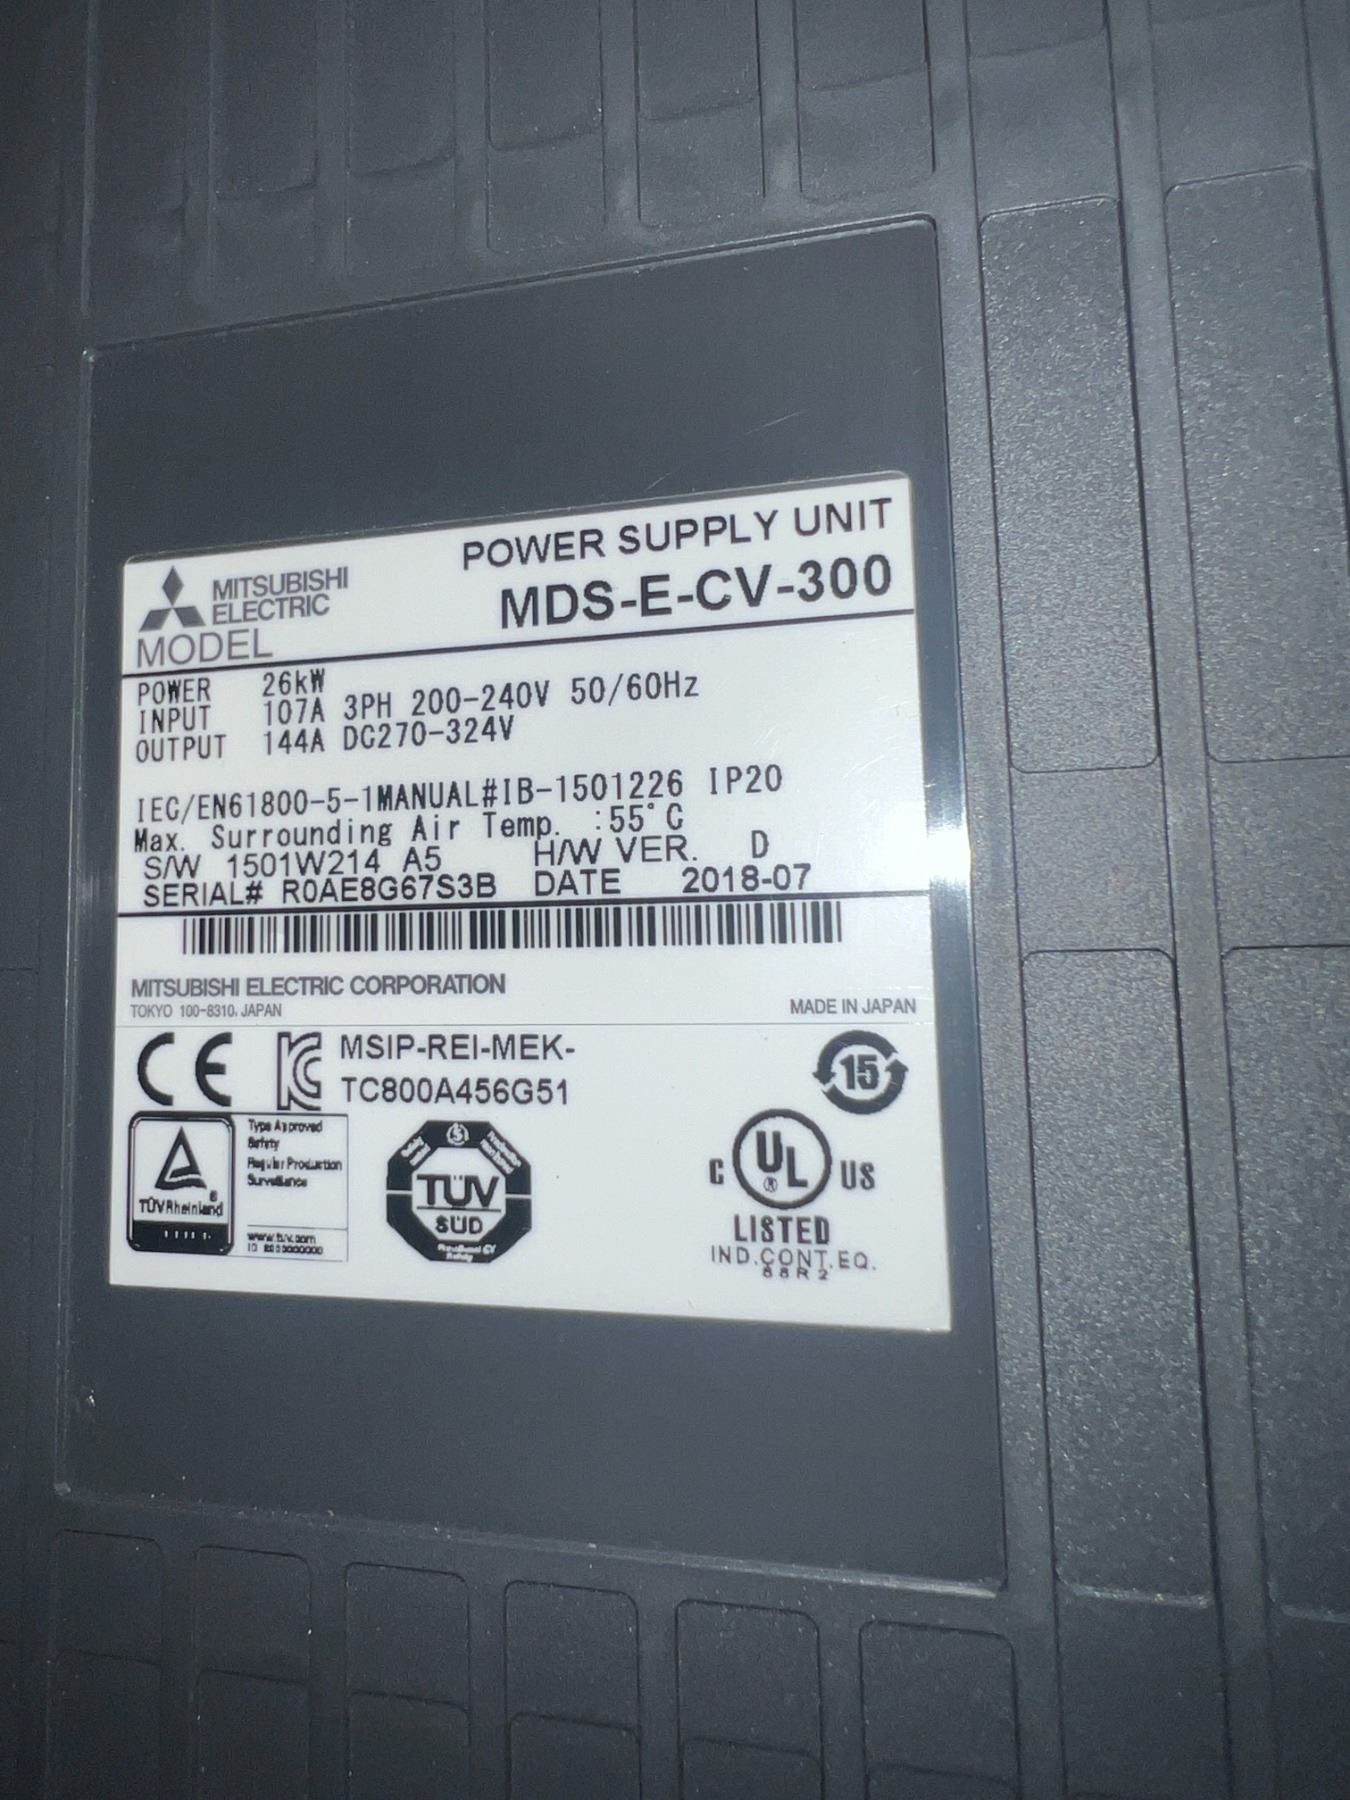 POWER SUPPLY UNIT
MITSUBISHI
ELECTRIC
MDS-E-CV-300
MODEL
POWER 26kW
INPUT 107A 3PH 200-240V 50/60Hz
OUTPUT 144A DC270-324V
IEC/EN61800-5-1MANUAL#IB-1501226 IP20
Max. Surrounding Air Temp. :55°C
S/W 1501W214 A5 H/W VER. D
SERIAL# R0AE8G67S3B DATE 2018-07
MITSUBISHI ELECTRIC CORPORATION
TOKYO 100-8310, JAPAN MADE IN JAPAN
CE MSIP-REI-MEK-
TC800A456G51
15
Type Approved
Safety
Regular Production
Surveillance
TÜVRheinland®
www.tuv.com
ID
TÜV
SÜD
C UL® US
LISTED
IND.CONT.EQ.
88R2